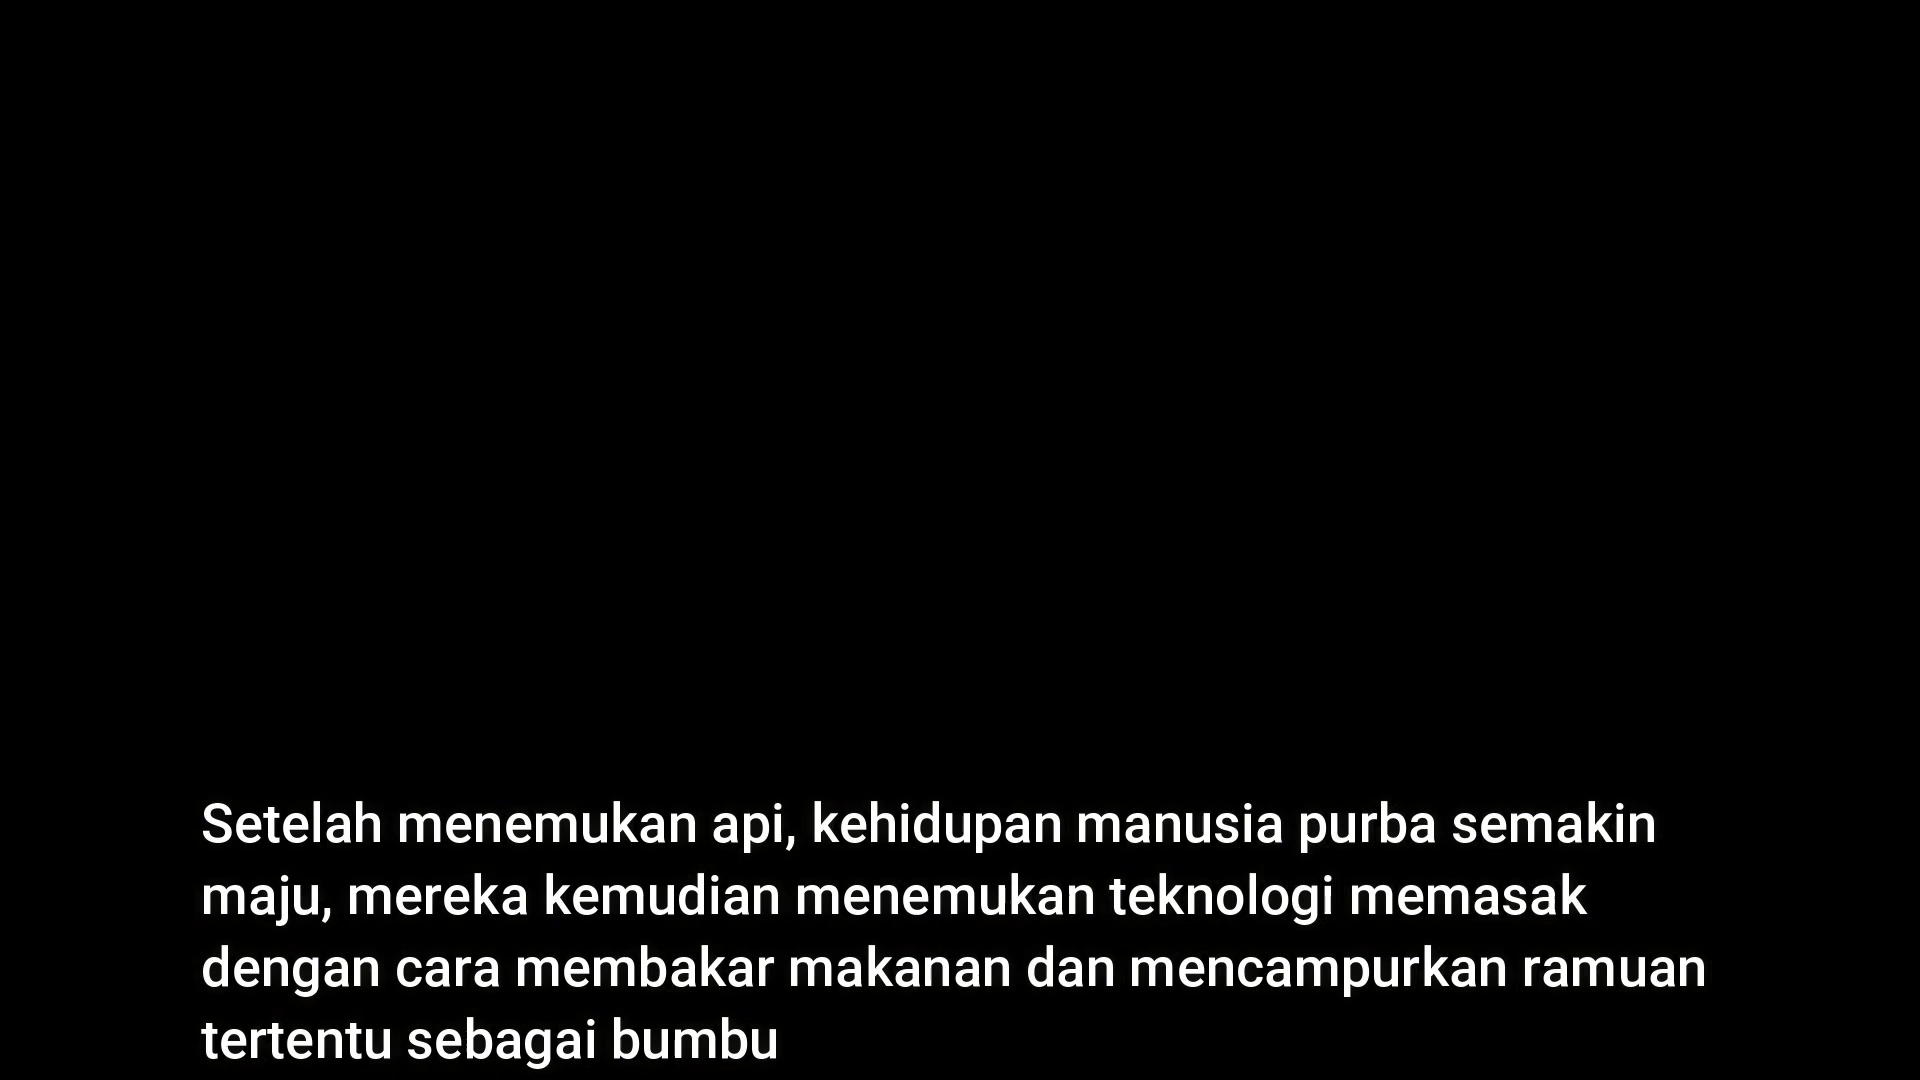 Setelah menemukan api, kehidupan manusia purba semakin
maju, mereka kemudian menemukan teknologi memasak
dengan cara membakar makanan dan mencampurkan ramuan
tertentu sebagai bumbu